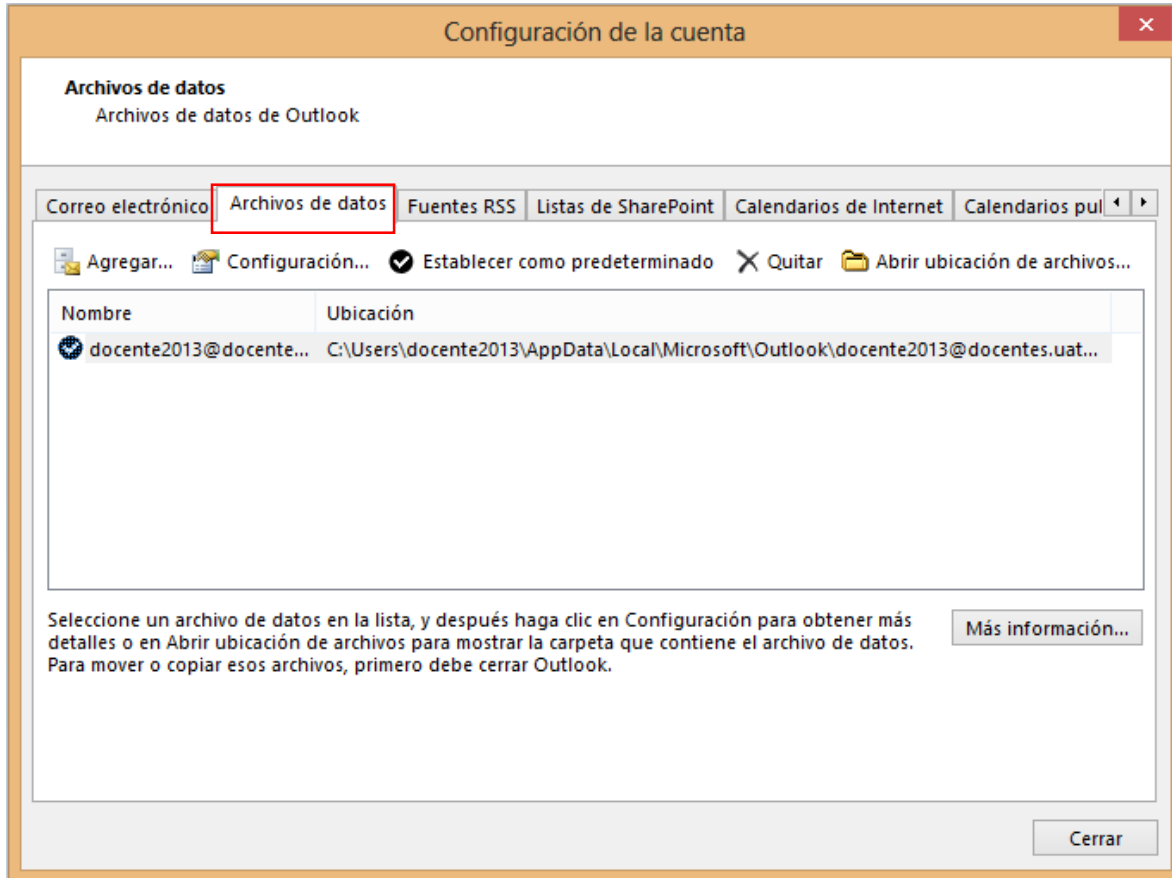 Configuración de la cuenta
Archivos de datos
Archivos de datos de Outlook
Correo electrónico Archivos de datos Fuentes RSS Listas de SharePoint Calendarios de Internet Calendarios pul
Agregar... Configuración... Establecer como predeterminado Quitar Abrir ubicación de archivos...
Nombre Ubicación
docente2013@docente... C:\Users\docente2013\AppData\Local\Microsoft\Outlook\docente2013@docentes.uat...
Seleccione un archivo de datos en la lista, y después haga clic en Configuración para obtener más
detalles o en Abrir ubicación de archivos para mostrar la carpeta que contiene el archivo de datos.
Para mover o copiar esos archivos, primero debe cerrar Outlook.
Más información...
Cerrar